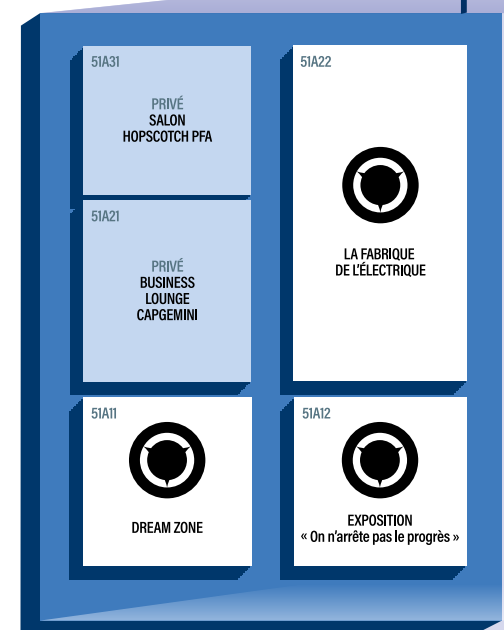 51A31
PRIVÉ
SALON
HOPSCOTCH PFA
51A22
LA FABRIQUE
DE L'ÉLECTRIQUE
51A21
PRIVÉ
BUSINESS
LOUNGE
CAPGEMINI
51A11
DREAM ZONE
51A12
EXPOSITION
« On n'arrête pas le progrès »